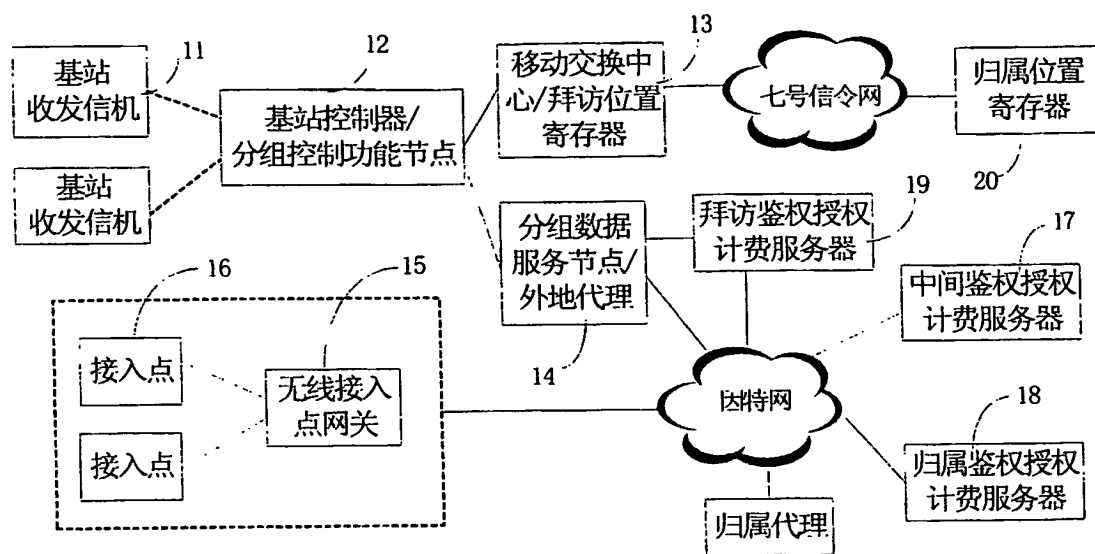 11
12
13
基站
收发信机
基站控制器/
分组控制功能节点
移动交换中
心/拜访位置
寄存器
七号信令网
归属位置
寄存器
20
基站
收发信机
19
拜访鉴权授权
计费服务器
17
中间鉴权授权
计费服务器
分组数据
服务节点/
外地代理
14
16
15
接入点
无线接入
点网关
接入点
因特网
18
归属鉴权授权
计费服务器
归属代理